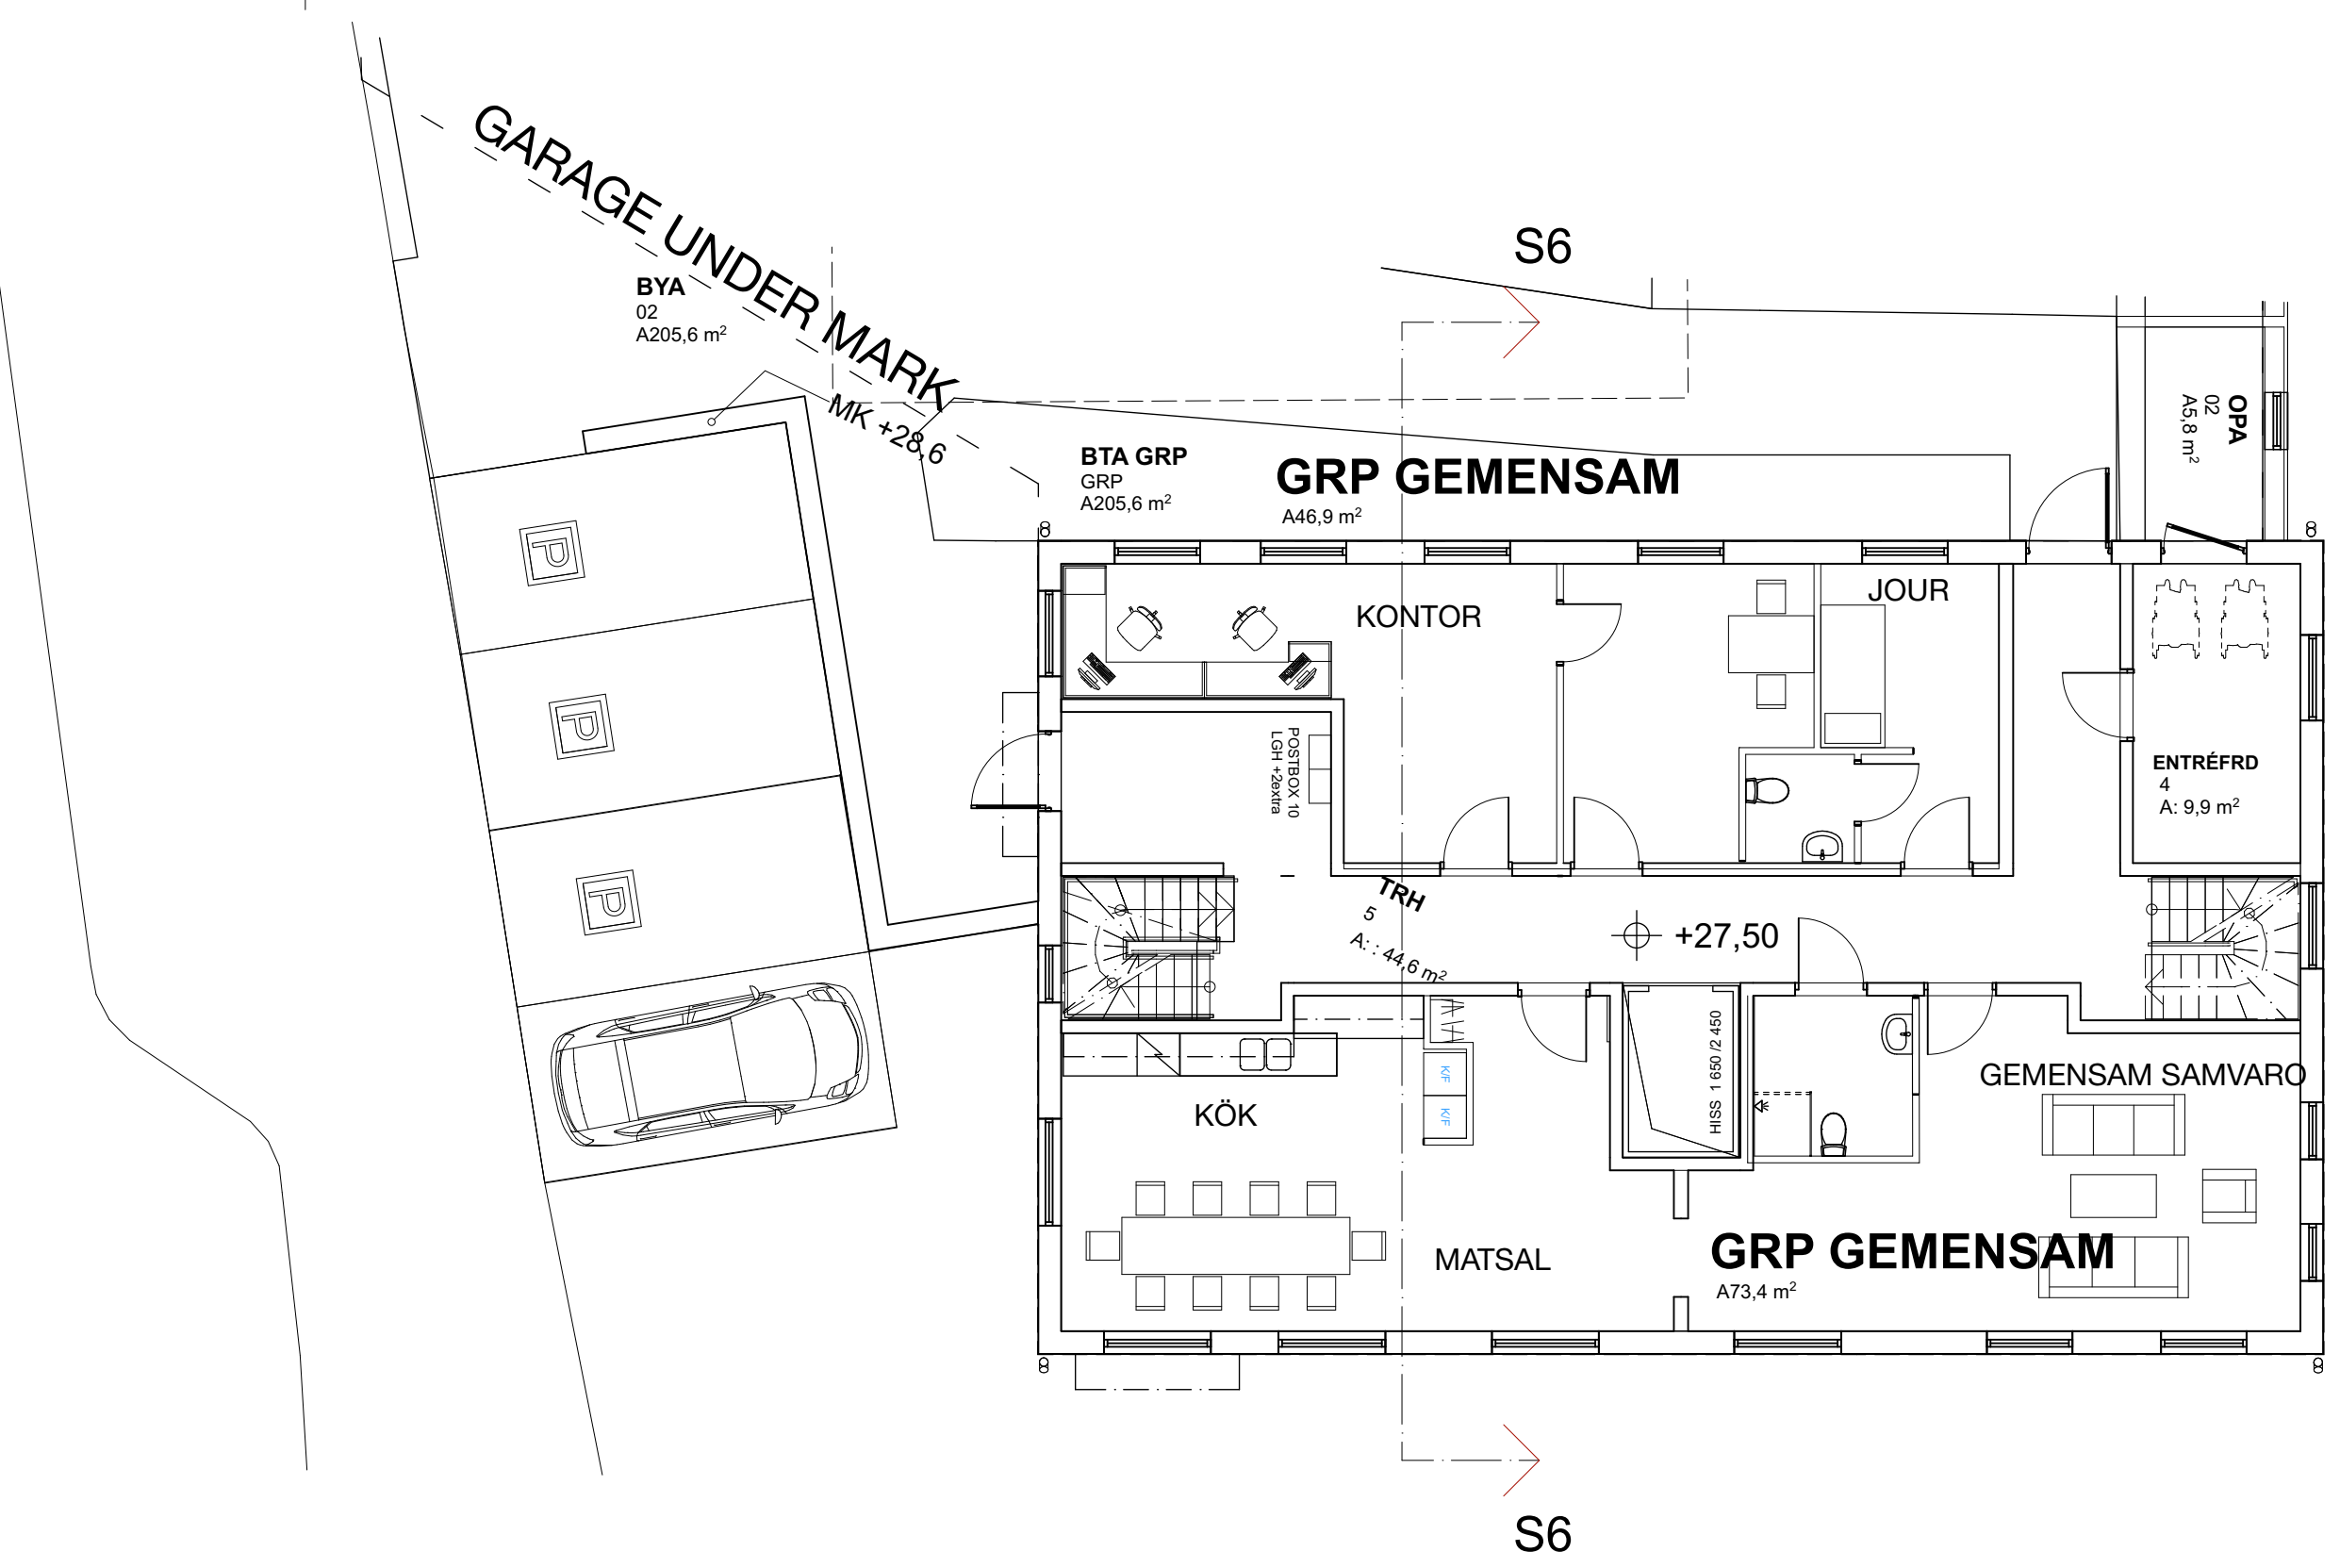 GARAGE UNDER MARK
S6
BYA
02
A205,6 m²
MK +28,6
OPA
02
A5,8 m²
BTA GRP
GRP
A205,6 m²
GRP GEMENSAM
A46,9 m²
KONTOR
JOUR
P
P
P
POSTBOX 10
LGH +2extra
ENTRÉFRD
4
A: 9,9 m²
TRH
5
A: : 44,6 m²
+27,50
HISS 1 650 /2 450
K/F
K/F
KÖK
GEMENSAM SAMVARO
MATSAL
GRP GEMENSAM
A73,4 m²
S6